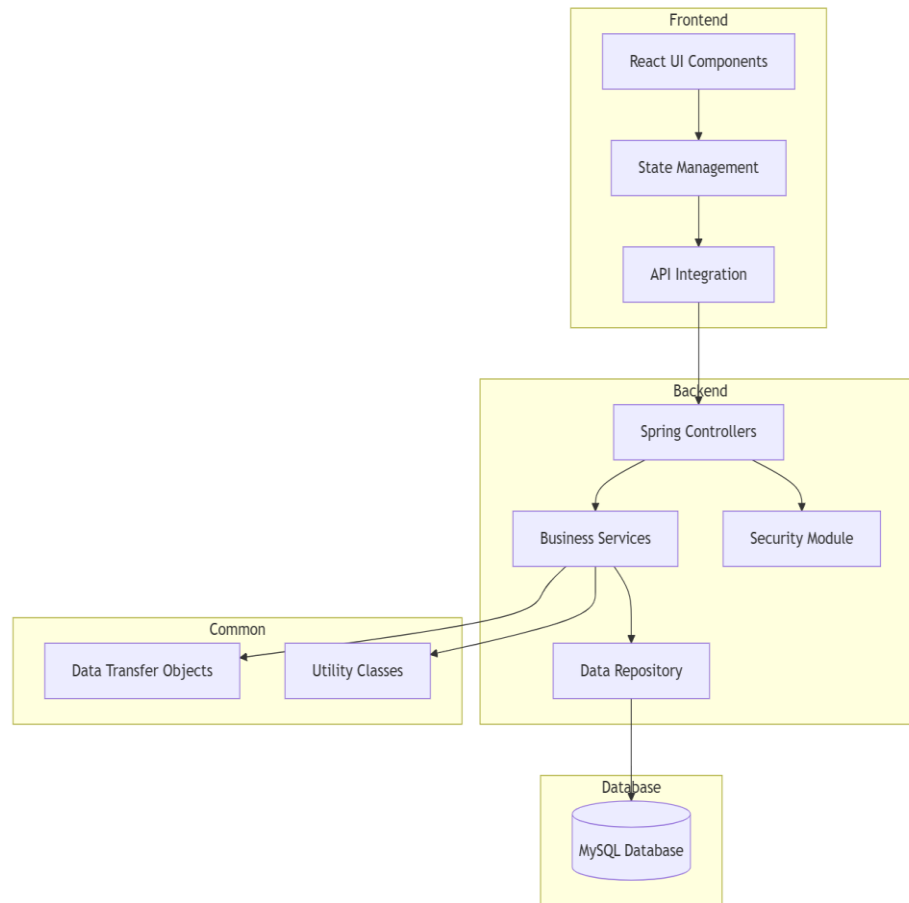 Frontend
React UI Components
State Management
API Integration
Backend
Spring Controllers
Business Services
Security Module
Common
Data Transfer Objects
Utility Classes
Data Repository
Database
MySQL Database